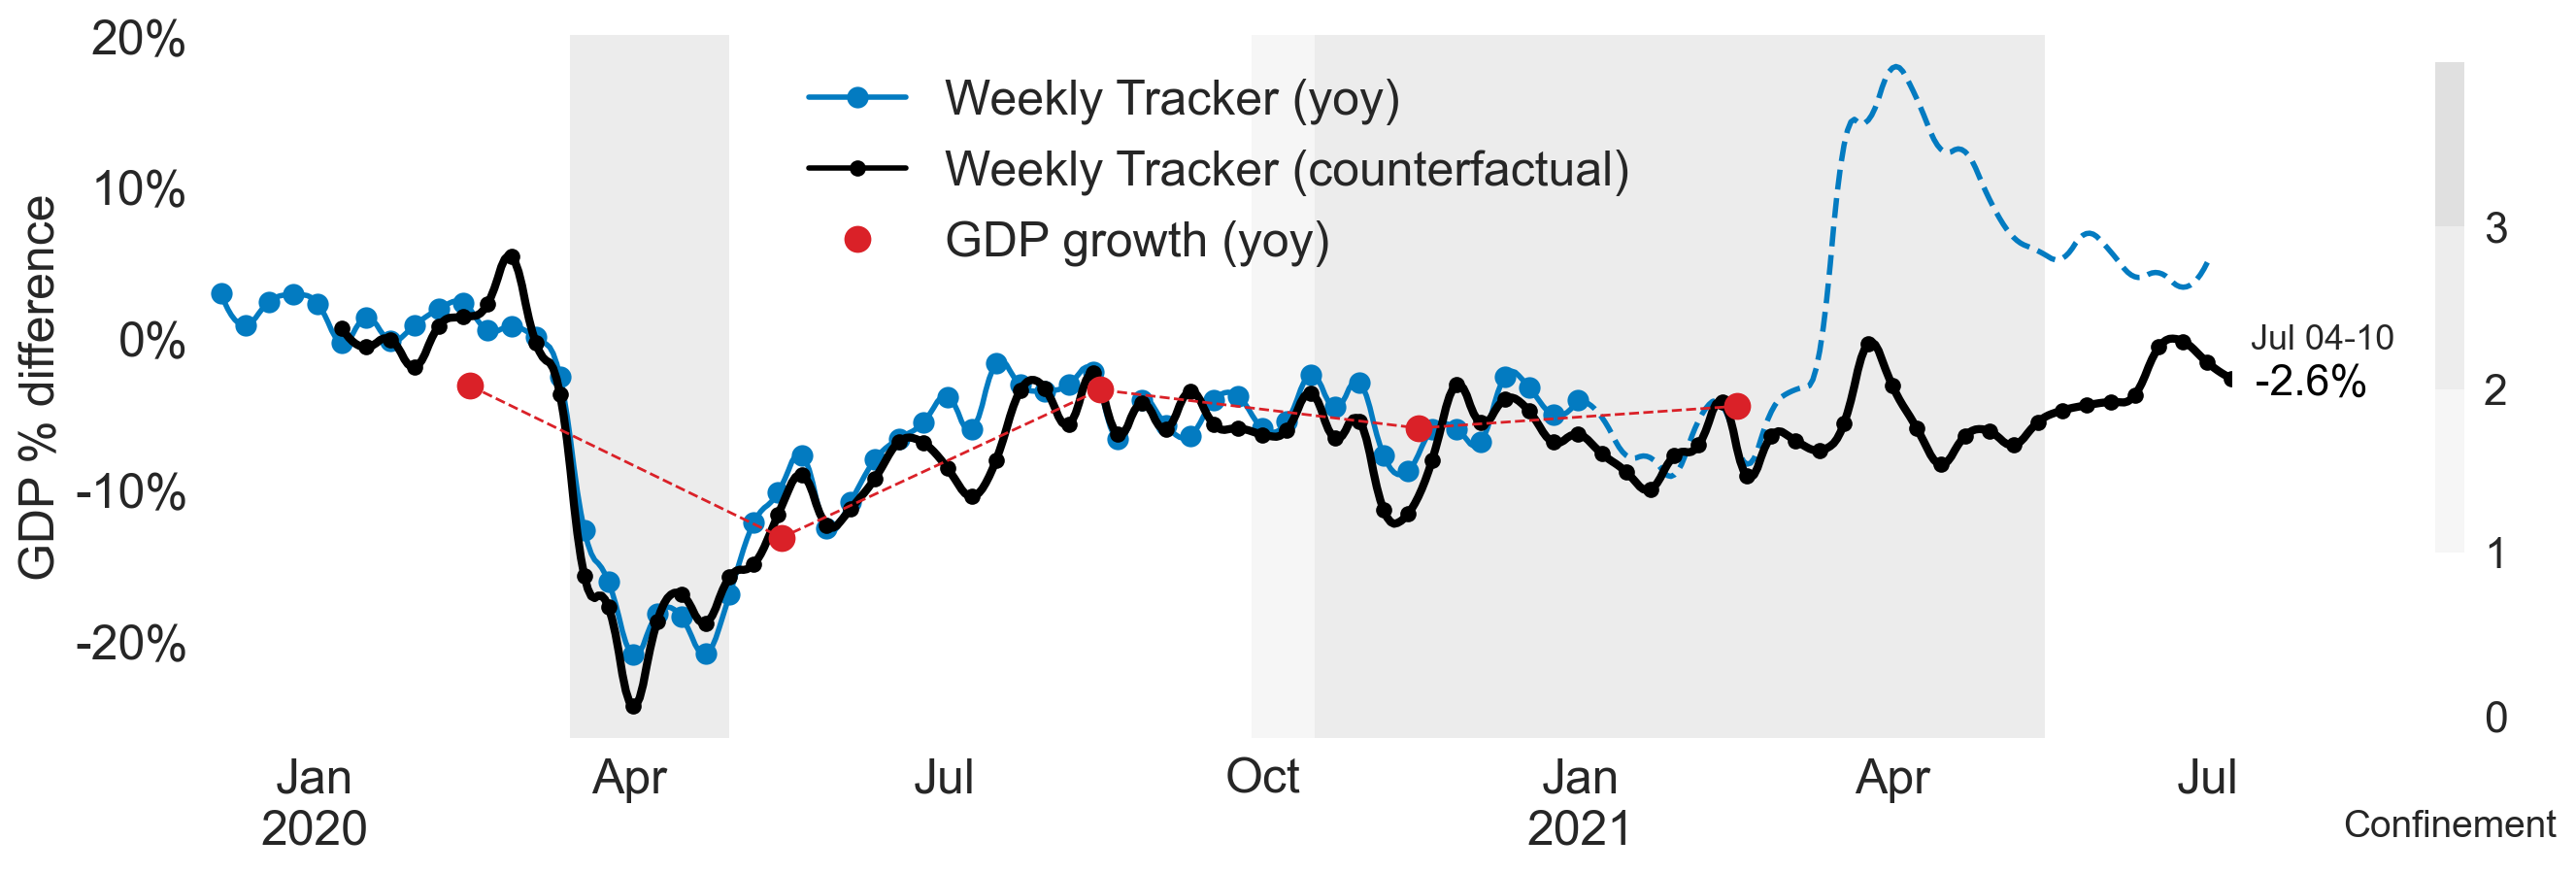 20%
10%
0%
-10%
-20%
GDP % difference
Weekly Tracker (yoy)
Weekly Tracker (counterfactual)
GDP growth (yoy)
Jul 04-10
-2.6%
3
2
1
0
Confinement
Jan
2020
Apr
Jul
Oct
Jan
2021
Apr
Jul